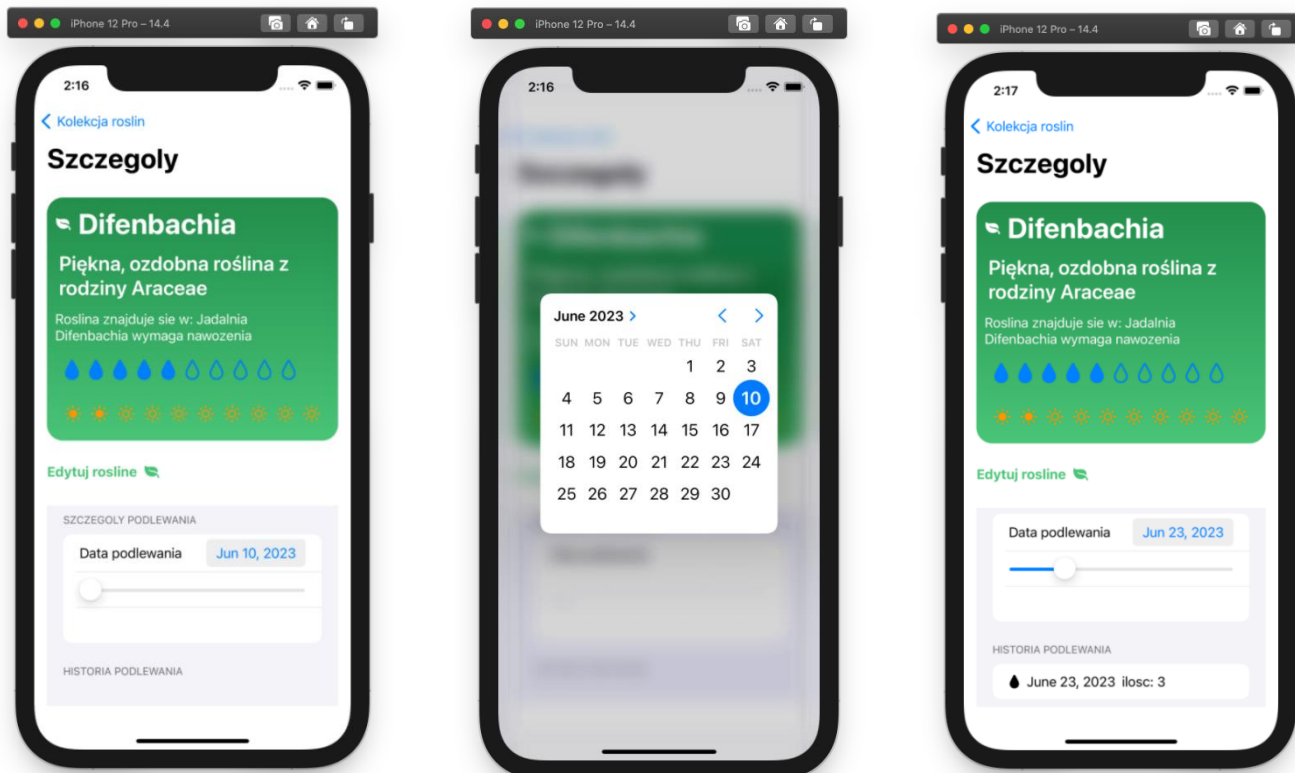 iPhone 12 Pro – 14.4
2:16
Kolekcja roslin
Szczegoly
Difenbachia
Piękna, ozdobna roślina z
rodziny Araceae
Roslina znajduje sie w: Jadalnia
Difenbachia wymaga nawozenia
Edytuj rosline
SZCZEGOLY PODLEWANIA
Data podlewania Jun 10, 2023
HISTORIA PODLEWANIA
iPhone 12 Pro – 14.4
2:16
June 2023
SUN MON TUE WED THU FRI SAT
1 2 3
4 5 6 7 8 9 10
11 12 13 14 15 16 17
18 19 20 21 22 23 24
25 26 27 28 29 30
iPhone 12 Pro – 14.4
2:17
Kolekcja roslin
Szczegoly
Difenbachia
Piękna, ozdobna roślina z
rodziny Araceae
Roslina znajduje sie w: Jadalnia
Difenbachia wymaga nawozenia
Edytuj rosline
Data podlewania Jun 23, 2023
HISTORIA PODLEWANIA
June 23, 2023 ilosc: 3